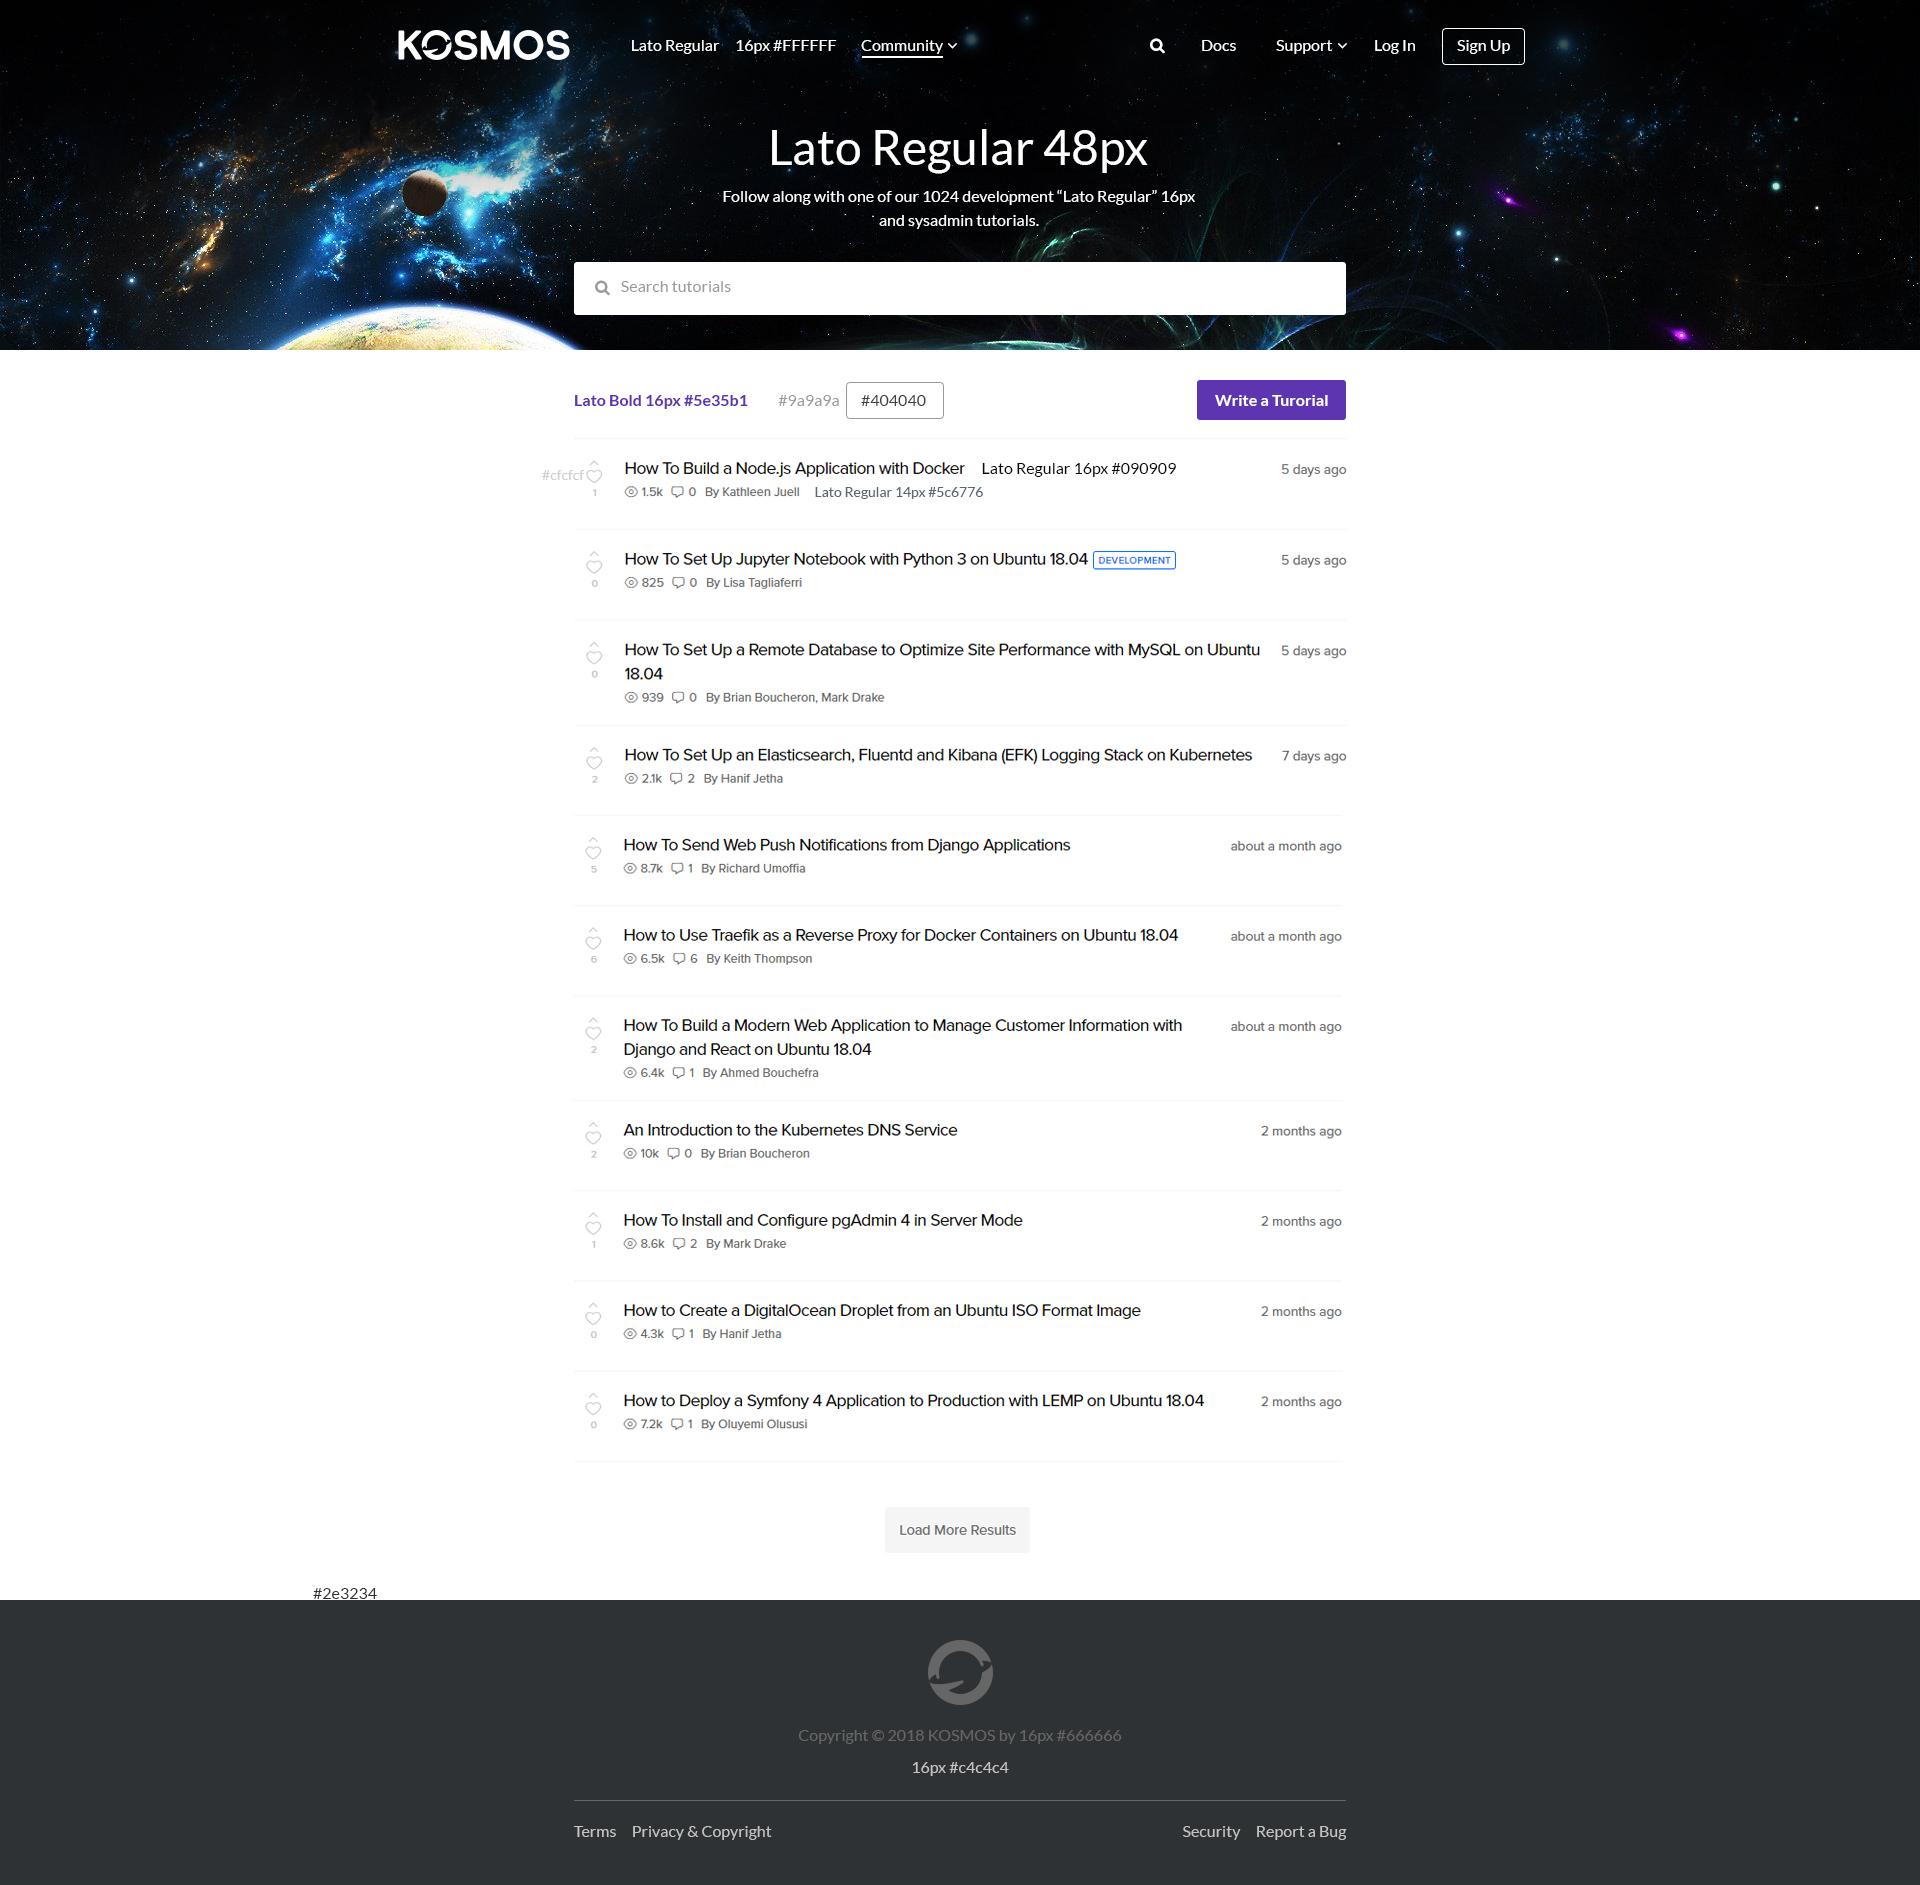 KOSMOS Lato Regular 16px #FFFFFF Community Docs Support Log In Sign Up
Lato Regular 48px
Follow along with one of our 1024 development “Lato Regular” 16px
and sysadmin tutorials.
Search tutorials
Lato Bold 16px #5e35b1 #9a9a9a #404040 Write a Turorial
How To Build a Node.js Application with Docker Lato Regular 16px #090909 5 days ago
#cfcfcf
1 1.5k 0 By Kathleen Juell Lato Regular 14px #5c6776
How To Set Up Jupyter Notebook with Python 3 on Ubuntu 18.04 DEVELOPMENT 5 days ago
0 825 0 By Lisa Tagliaferri
How To Set Up a Remote Database to Optimize Site Performance with MySQL on Ubuntu 5 days ago
0 18.04
939 0 By Brian Boucheron, Mark Drake
How To Set Up an Elasticsearch, Fluentd and Kibana (EFK) Logging Stack on Kubernetes 7 days ago
2 2.1k 2 By Hanif Jetha
How To Send Web Push Notifications from Django Applications about a month ago
5 8.7k 1 By Richard Umoffia
How to Use Traefik as a Reverse Proxy for Docker Containers on Ubuntu 18.04 about a month ago
6 6.5k 6 By Keith Thompson
How To Build a Modern Web Application to Manage Customer Information with about a month ago
2 Django and React on Ubuntu 18.04
6.4k 1 By Ahmed Bouchefra
An Introduction to the Kubernetes DNS Service 2 months ago
2 10k 0 By Brian Boucheron
How To Install and Configure pgAdmin 4 in Server Mode 2 months ago
1 8.6k 2 By Mark Drake
How to Create a DigitalOcean Droplet from an Ubuntu ISO Format Image 2 months ago
0 4.3k 1 By Hanif Jetha
How to Deploy a Symfony 4 Application to Production with LEMP on Ubuntu 18.04 2 months ago
0 7.2k 1 By Oluyemi Olususi
Load More Results
#2e3234
Copyright © 2018 KOSMOS by 16px #666666
16px #c4c4c4
Terms Privacy & Copyright Security Report a Bug